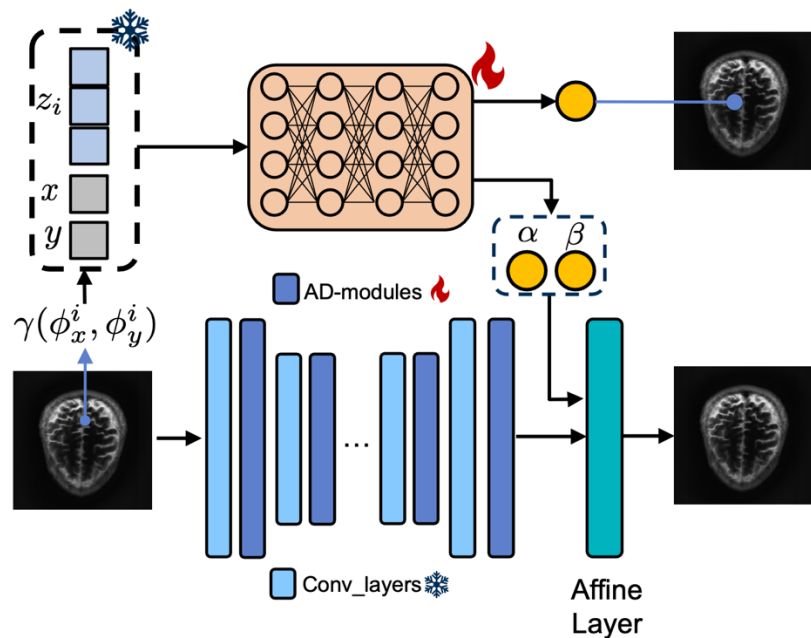 z_i
x
y
α β
AD-modules
γ(ϕ_x^i, ϕ_y^i)
...
Conv_layers
Affine
Layer